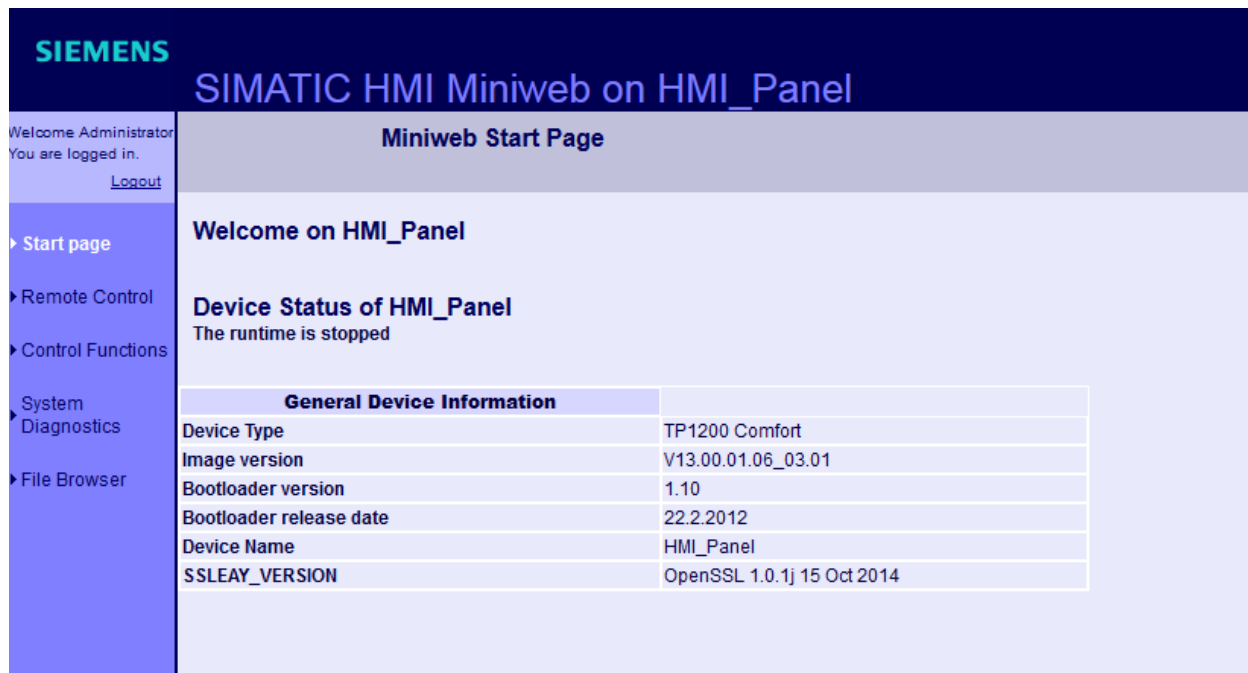 SIEMENS
SIMATIC HMI Miniweb on HMI_Panel
Welcome Administrator
You are logged in.
Logout
Miniweb Start Page
Start page
Remote Control
Control Functions
System
Diagnostics
File Browser
Welcome on HMI_Panel
Device Status of HMI_Panel
The runtime is stopped
General Device Information
Device Type TP1200 Comfort
Image version V13.00.01.06_03.01
Bootloader version 1.10
Bootloader release date 22.2.2012
Device Name HMI_Panel
SSLEAY_VERSION OpenSSL 1.0.1j 15 Oct 2014